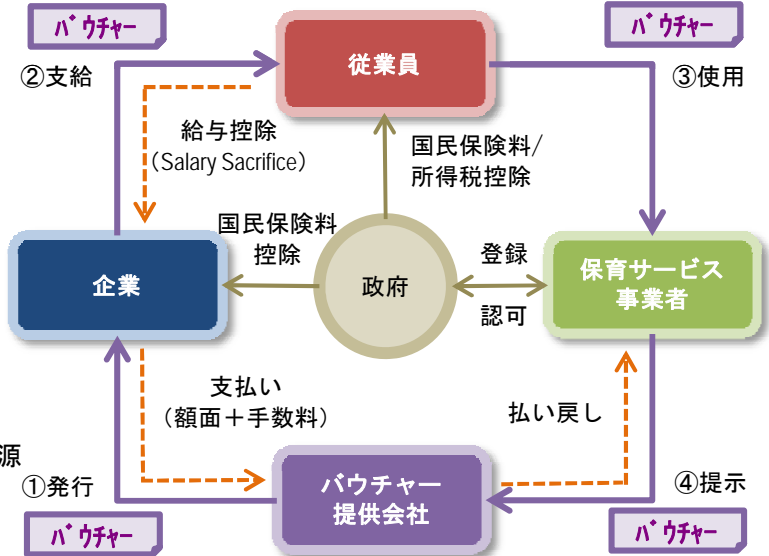 バウチャー
バウチャー
従業員
②支給
③使用
給与控除
（Salary Sacrifice）
国民保険料/
所得税控除
国民保険料
控除
企業
政府
登録
認可
保育サービス
事業者
支払い
（額面＋手数料）
払い戻し
源
①発行
バウチャー
提供会社
④提示
バウチャー
バウチャー